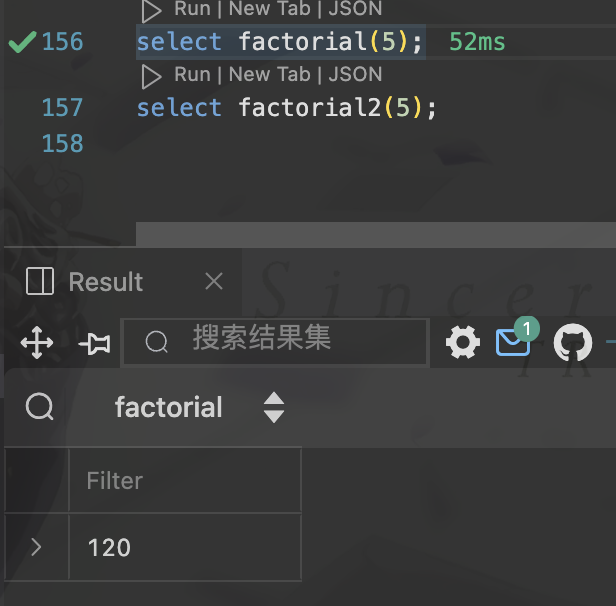 Run | New Tab | JSON
156 select factorial(5); 52ms
Run | New Tab | JSON
157 select factorial2(5);
158
Result
Sincer
搜索结果集
1
TR
factorial
Filter
120